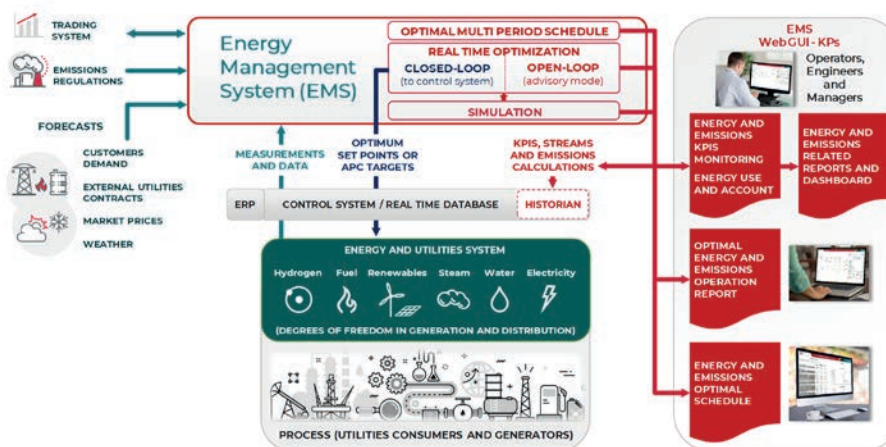 TRADING
SYSTEM
EMISSIONS
REGULATIONS
FORECASTS
CUSTOMERS
DEMAND
EXTERNAL UTILITIES
CONTRACTS
MARKET PRICES
WEATHER
Energy
Management
System (EMS)
OPTIMAL MULTI PERIOD SCHEDULE
REAL TIME OPTIMIZATION
CLOSED-LOOP
(to control system)
OPEN-LOOP
(advisory mode)
SIMULATION
MEASUREMENTS
AND DATA
OPTIMUM
SET POINTS OR
APC TARGETS
KPIS, STREAMS
AND EMISSIONS
CALCULATIONS
ERP
CONTROL SYSTEM / REAL TIME DATABASE
HISTORIAN
ENERGY AND UTILITIES SYSTEM
Hydrogen Fuel Renewables Steam Water Electricity
(DEGREES OF FREEDOM IN GENERATION AND DISTRIBUTION)
PROCESS (UTILITIES CONSUMERS AND GENERATORS)
EMS
WebGUI - KPs
Operators,
Engineers
and
Managers
ENERGY AND
EMISSIONS
KPIS
MONITORING
ENERGY USE
AND ACCOUNT
ENERGY AND
EMISSIONS
RELATED
REPORTS AND
DASHBOARD
OPTIMAL
ENERGY AND
EMISSIONS
OPERATION
REPORT
ENERGY AND
EMISSIONS
OPTIMAL
SCHEDULE